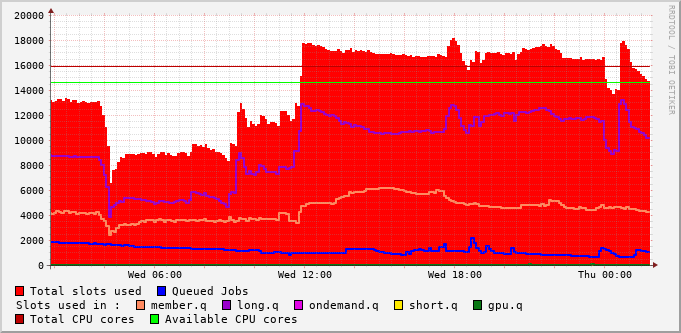 20000
18000
16000
14000
12000
10000
8000
6000
4000
2000
0
Wed 06:00 Wed 12:00 Wed 18:00 Thu 00:00
RRDTOOL / TOBI OETIKER
Total slots used Queued Jobs
Slots used in : member.q long.q ondemand.q short.q gpu.q
Total CPU cores Available CPU cores